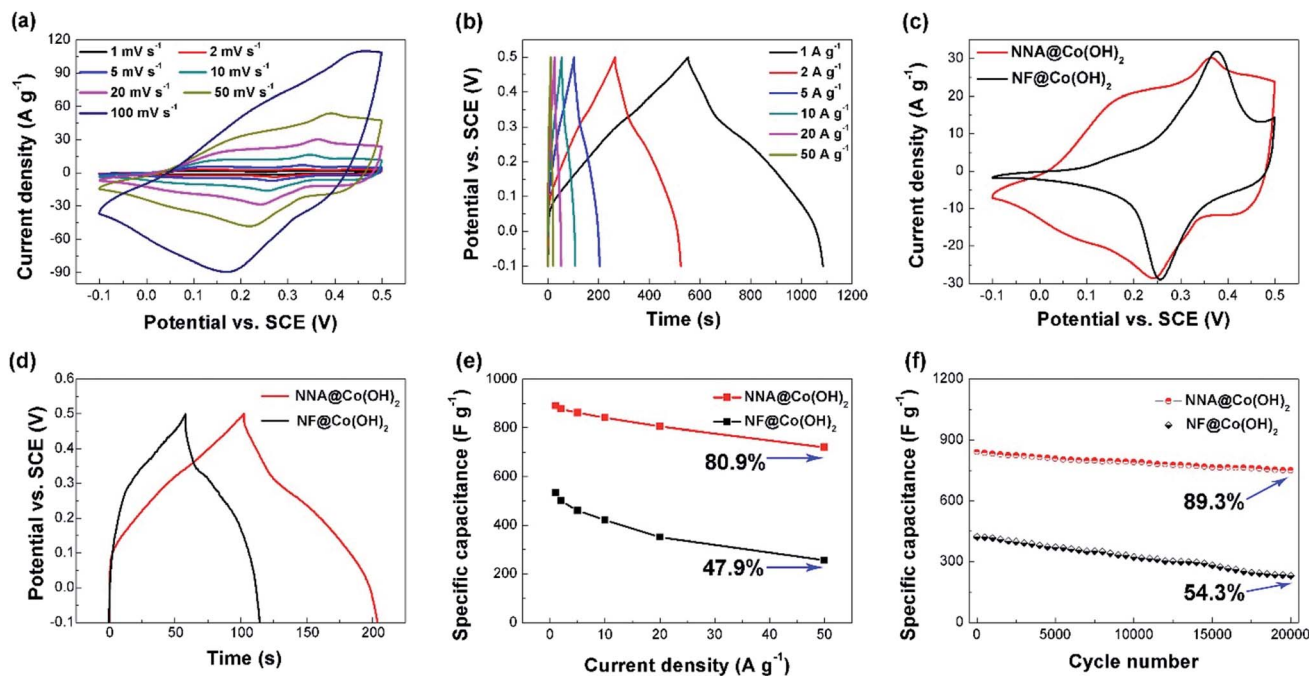 (a)
1 mV s⁻¹ 2 mV s⁻¹
5 mV s⁻¹ 10 mV s⁻¹
20 mV s⁻¹ 50 mV s⁻¹
100 mV s⁻¹
120
90
60
30
0
-30
-60
-90
-0.1 0.0 0.1 0.2 0.3 0.4 0.5
Current density (A g⁻¹)
Potential vs. SCE (V)
(b)
1 A g⁻¹
2 A g⁻¹
5 A g⁻¹
10 A g⁻¹
20 A g⁻¹
50 A g⁻¹
0.5
0.4
0.3
0.2
0.1
0.0
-0.1
0 200 400 600 800 1000 1200
Potential vs. SCE (V)
Time (s)
(c)
NNA@Co(OH)₂
NF@Co(OH)₂
40
30
20
10
0
-10
-20
-30
-0.1 0.0 0.1 0.2 0.3 0.4 0.5
Current density (A g⁻¹)
Potential vs. SCE (V)
(d)
NNA@Co(OH)₂
NF@Co(OH)₂
0.6
0.5
0.4
0.3
0.2
0.1
0.0
-0.1
0 50 100 150 200
Potential vs. SCE (V)
Time (s)
(e)
NNA@Co(OH)₂
NF@Co(OH)₂
80.9%
47.9%
1000
800
600
400
200
0
0 10 20 30 40 50
Specific capacitance (F g⁻¹)
Current density (A g⁻¹)
(f)
NNA@Co(OH)₂
NF@Co(OH)₂
89.3%
54.3%
1200
900
600
300
0
0 5000 10000 15000 20000
Specific capacitance (F g⁻¹)
Cycle number